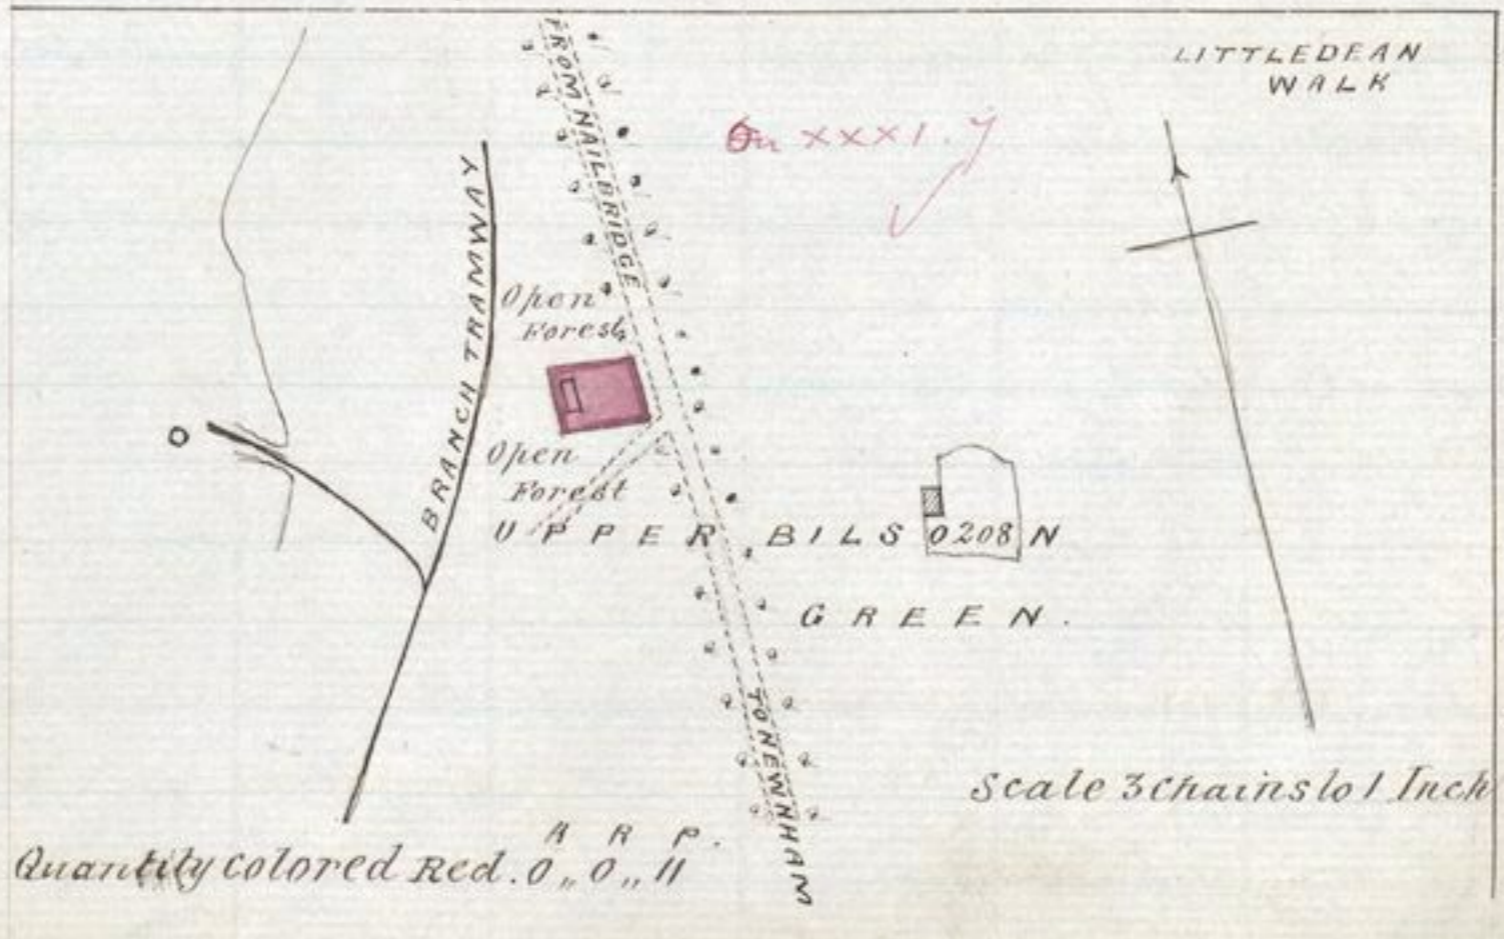 LITTLEDEAN
WALK
FROM NAILBRIDGE
On XXXI. 7
BRANCH TRAMWAY
Open
Forest
Open
Forest
UPPER BILSON
0208
GREEN.
TO NEWNHAM
Scale 3 chains to 1 Inch
A R P.
Quantity colored Red. 0,, 0,, 11